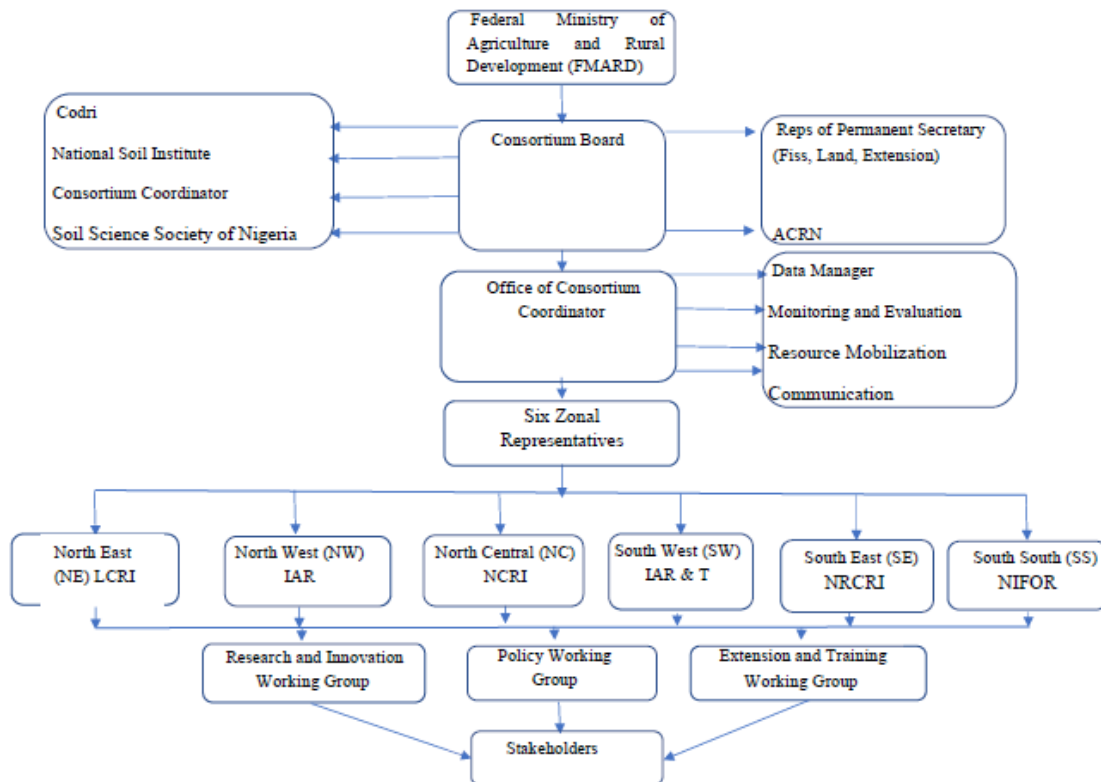 Federal Ministry of
Agriculture and Rural
Development (FMARD)
Codri
National Soil Institute
Consortium Coordinator
Soil Science Society of Nigeria
Consortium Board
Reps of Permanent Secretary
(Fiss, Land, Extension)
ACRN
Office of Consortium
Coordinator
Data Manager
Monitoring and Evaluation
Resource Mobilization
Communication
Six Zonal
Representatives
North East
(NE) LCRI
North West (NW)
IAR
North Central (NC)
NCRI
South West (SW)
IAR & T
South East (SE)
NRCRI
South South (SS)
NIFOR
Research and Innovation
Working Group
Policy Working
Group
Extension and Training
Working Group
Stakeholders